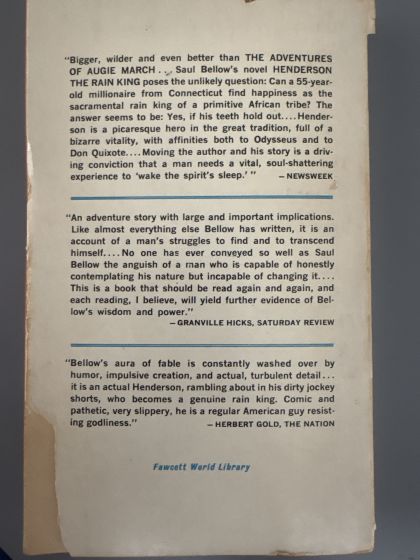 "Bigger, wilder and even better than THE ADVENTURES
OF AUGIE MARCH... Saul Bellow's novel HENDERSON
THE RAIN KING poses the unlikely question: Can a 55-year-
old millionaire from Connecticut find happiness as the
sacramental rain king of a primitive African tribe? The
answer seems to be: Yes, if his teeth hold out....Hender-
son is a picaresque hero in the great tradition, full of a
bizarre vitality, with affinities both to Odysseus and to
Don Quixote....Moving the author and his story is a driv-
ing conviction that a man needs a vital, soul-shattering
experience to 'wake the spirit's sleep.' "
— NEWSWEEK
"An adventure story with large and important implications.
Like almost everything else Bellow has written, it is an
account of a man's struggles to find and to transcend
himself....No one has ever conveyed so well as Saul
Bellow the anguish of a man who is capable of honestly
contemplating his nature but incapable of changing it....
This is a book that should be read again and again, and
each reading, I believe, will yield further evidence of Bel-
low's wisdom and power."
— GRANVILLE HICKS, SATURDAY REVIEW
"Bellow's aura of fable is constantly washed over by
humor, impulsive creation, and actual, turbulent detail...
it is an actual Henderson, rambling about in his dirty jockey
shorts, who becomes a genuine rain king. Comic and
pathetic, very slippery, he is a regular American guy resist-
ing godliness." — HERBERT GOLD, THE NATION
Fawcett World Library